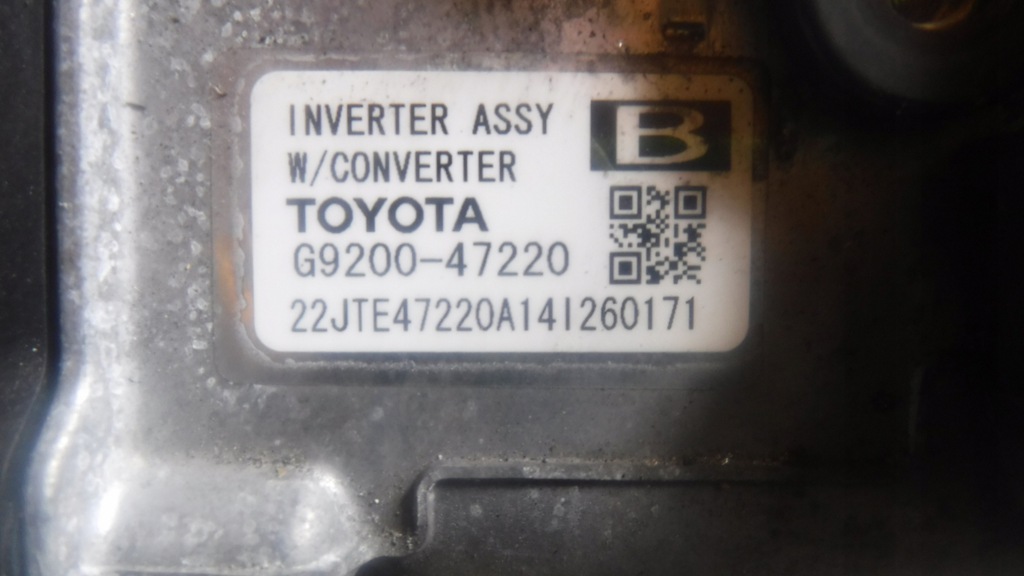 INVERTER ASSY
B
W/CONVERTER
TOYOTA
G9200-47220
22JTE47220A14I260171